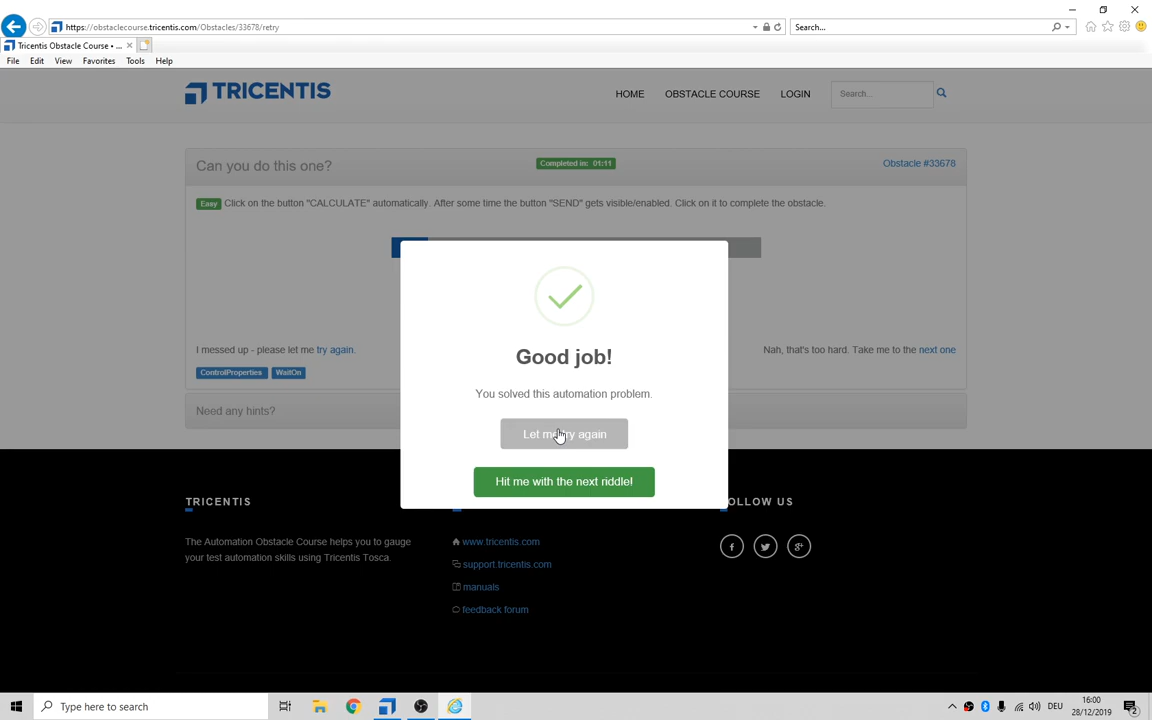 https://obstaclecourse.tricentis.com/Obstacles/33678/retry
Search...
Tricentis Obstacle Course • ...
File Edit View Favorites Tools Help
TRICENTIS
HOME OBSTACLE COURSE LOGIN Search...
Can you do this one? Completed in: 01:11 Obstacle #33678
Easy Click on the button "CALCULATE" automatically. After some time the button "SEND" gets visible/enabled. Click on it to complete the obstacle.
Good job!
You solved this automation problem.
Let me try again
Hit me with the next riddle!
I messed up - please let me try again. Nah, that's too hard. Take me to the next one
ControlProperties WaitOn
Need any hints?
TRICENTIS
The Automation Obstacle Course helps you to gauge
your test automation skills using Tricentis Tosca.
www.tricentis.com
support.tricentis.com
manuals
feedback forum
OLLOW US
Type here to search
DEU
16:00
28/12/2019
2